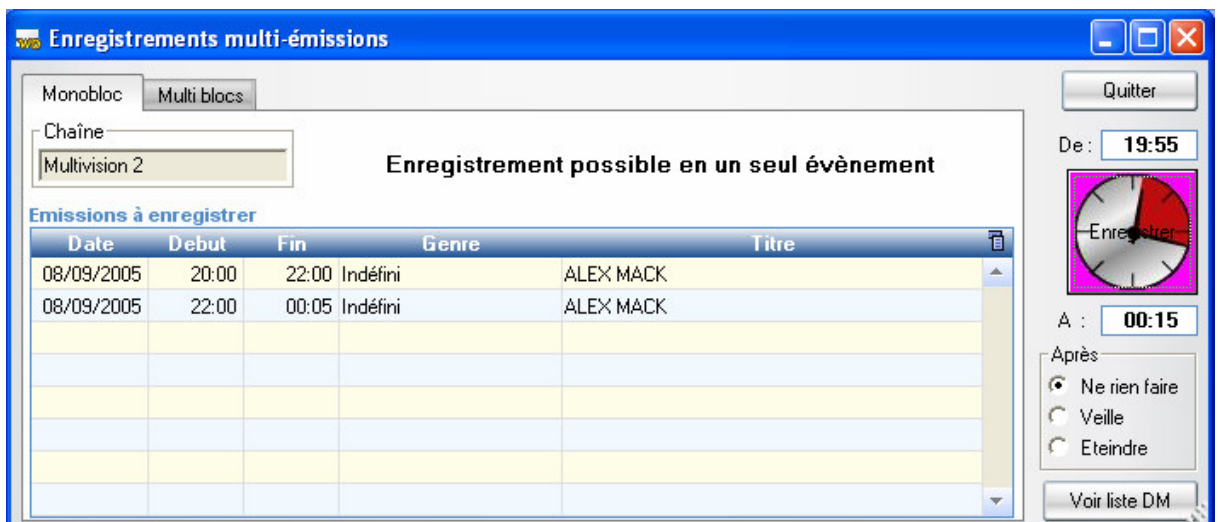 Enregistrements multi-émissions
Monobloc
Multi blocs
Quitter
Chaîne
Multivision 2
Enregistrement possible en un seul évènement
De : 19:55
Enregistrer
Emissions à enregistrer
Date Debut Fin Genre Titre
08/09/2005 20:00 22:00 Indéfini ALEX MACK
08/09/2005 22:00 00:05 Indéfini ALEX MACK
A : 00:15
Après
Ne rien faire
Veille
Eteindre
Voir liste DM